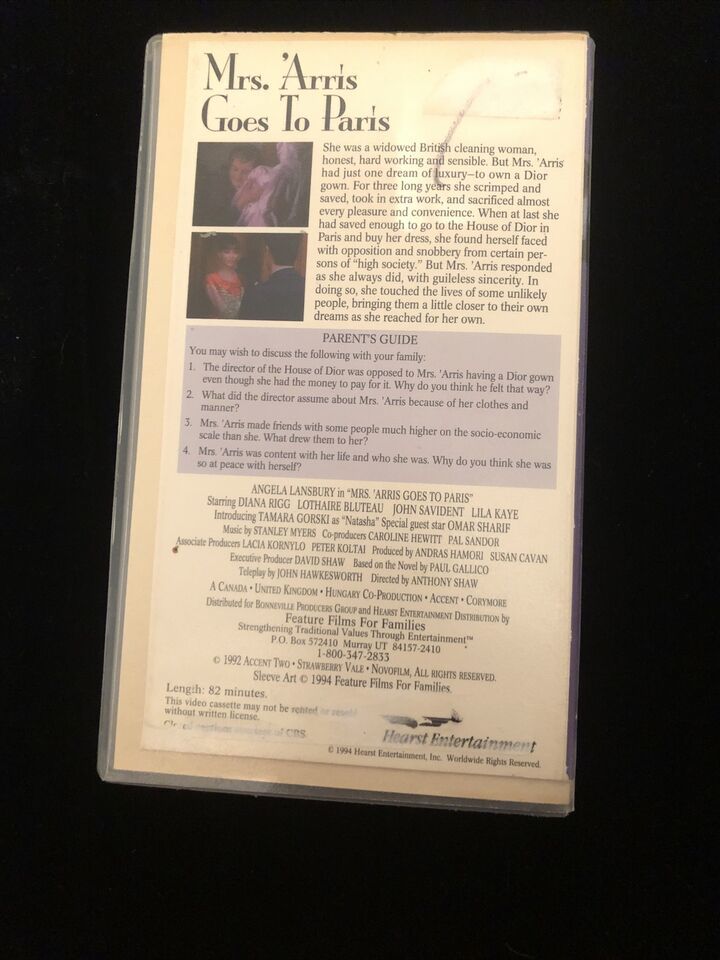 Mrs. 'Arris
Goes To Paris
She was a widowed British cleaning woman,
honest, hard working and sensible. But Mrs. 'Arris
had just one dream of luxury—to own a Dior
gown. For three long years she scrimped and
saved, took in extra work, and sacrificed almost
every pleasure and convenience. When at last she
had saved enough to go to the House of Dior in
Paris and buy her dress, she found herself faced
with opposition and snobbery from certain per-
sons of "high society." But Mrs. 'Arris responded
as she always did, with guileless sincerity. In
doing so, she touched the lives of some unlikely
people, bringing them a little closer to their own
dreams as she reached for her own.
PARENT'S GUIDE
You may wish to discuss the following with your family:
1. The director of the House of Dior was opposed to Mrs. 'Arris having a Dior gown
even though she had the money to pay for it. Why do you think he felt that way?
2. What did the director assume about Mrs. 'Arris because of her clothes and
manner?
3. Mrs. 'Arris made friends with some people much higher on the socio-economic
scale than she. What drew them to her?
4. Mrs. 'Arris was content with her life and who she was. Why do you think she was
so at peace with herself?
ANGELA LANSBURY in "MRS. 'ARRIS GOES TO PARIS"
Starring DIANA RIGG LOTHAIRE BLUTEAU JOHN SAVIDENT LILA KAYE
Introducing TAMARA GORSKI as "Natasha" Special guest star OMAR SHARIF
Music by STANLEY MYERS Co-producers CAROLINE HEWITT PAL SANDOR
Associate Producers LACIA KORNYLO PETER KOLTAI Produced by ANDRAS HAMORI SUSAN CAVAN
Executive Producer DAVID SHAW Based on the Novel by PAUL GALLICO
Teleplay by JOHN HAWKESWORTH Directed by ANTHONY SHAW
A CANADA • UNITED KINGDOM • HUNGARY CO-PRODUCTION • ACCENT • CORYMORE
Distributed for BONNEVILLE PRODUCERS GROUP and HEARST ENTERTAINMENT DISTRIBUTION by
Feature Films For Families
Strengthening Traditional Values Through Entertainment™
P.O. Box 572410 Murray UT 84157-2410
1-800-347-2833
© 1992 ACCENT TWO • STRAWBERRY VALE • NOVOFILM, ALL RIGHTS RESERVED.
Sleeve Art © 1994 Feature Films For Families.
Length: 82 minutes.
This video cassette may not be rented or resold
without written license.
of CBS
Hearst Entertainment
© 1994 Hearst Entertainment, Inc. Worldwide Rights Reserved.